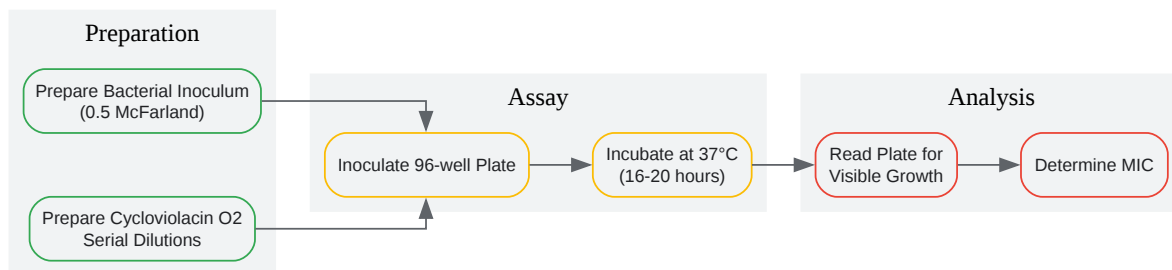 Preparation
Prepare Bacterial Inoculum
(0.5 McFarland)
Prepare Cycloviolacin O2
Serial Dilutions
Assay
Inoculate 96-well Plate
Incubate at 37°C
(16-20 hours)
Analysis
Read Plate for
Visible Growth
Determine MIC